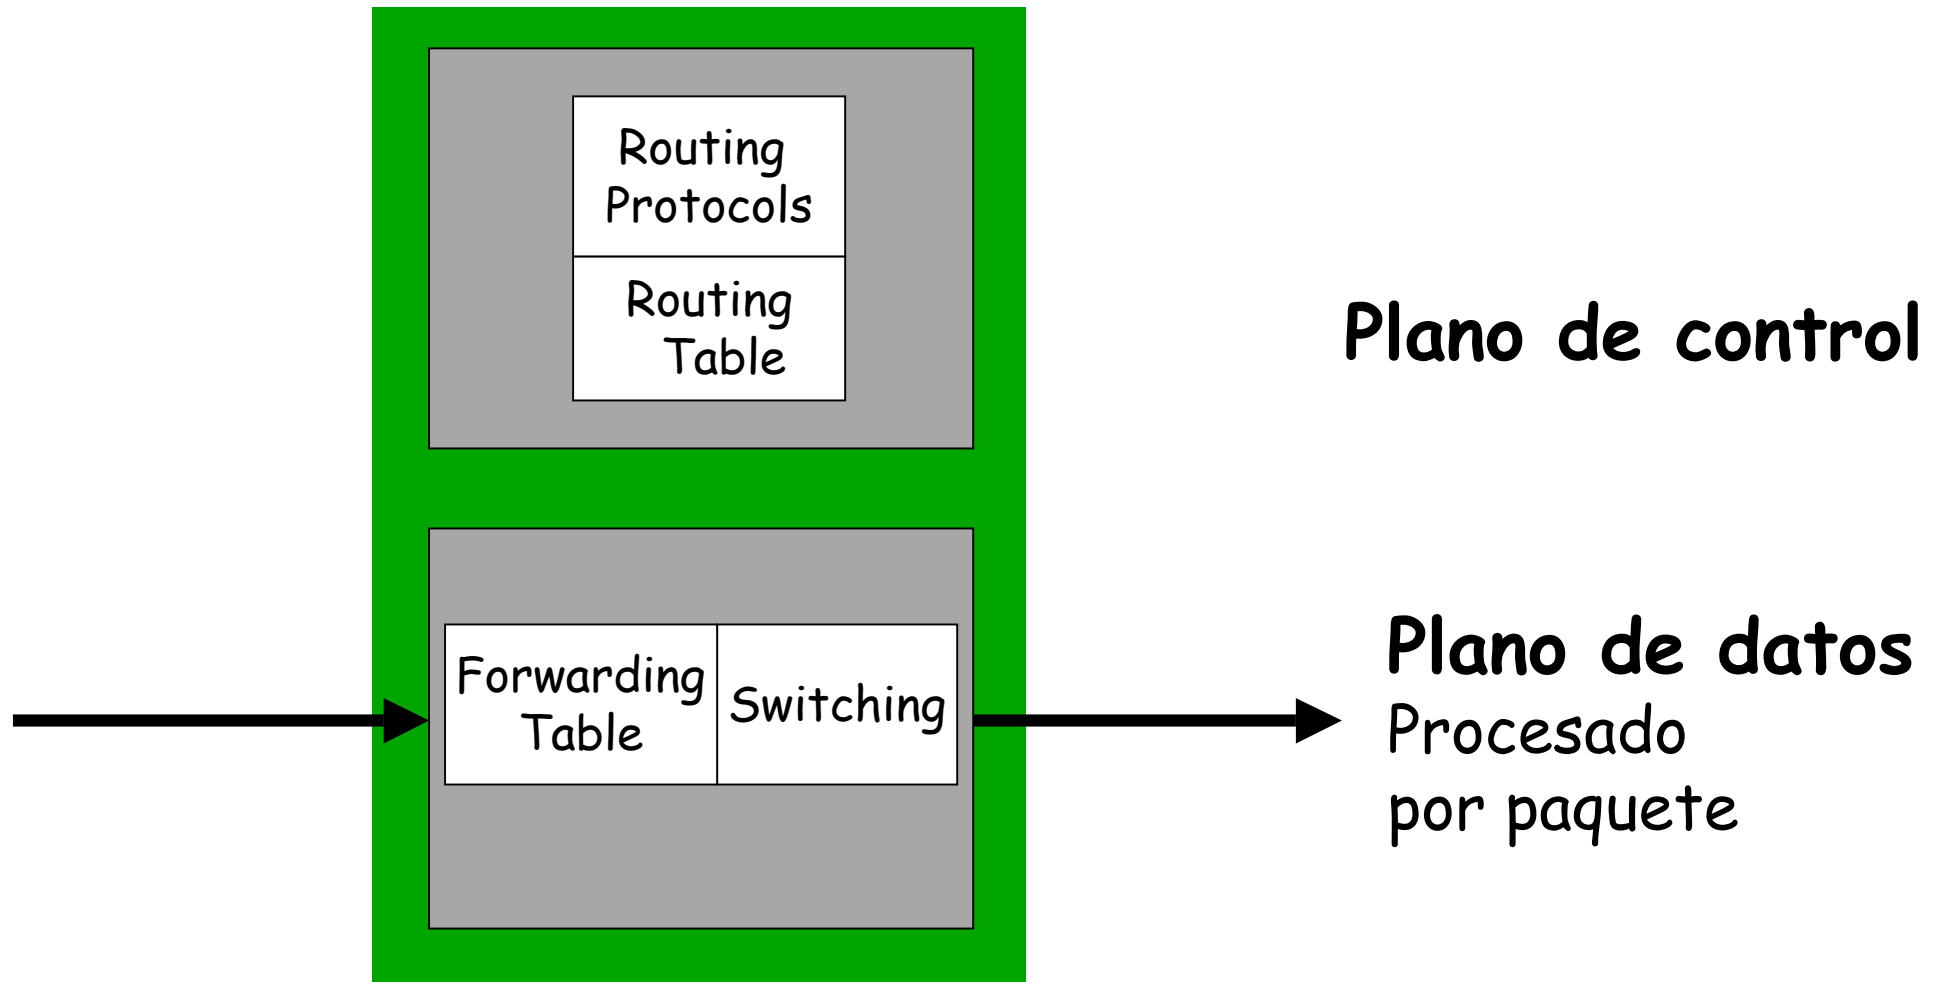 Routing
Protocols
Routing
Table
Plano de control
Forwarding
Table
Switching
Plano de datos
Procesado
por paquete